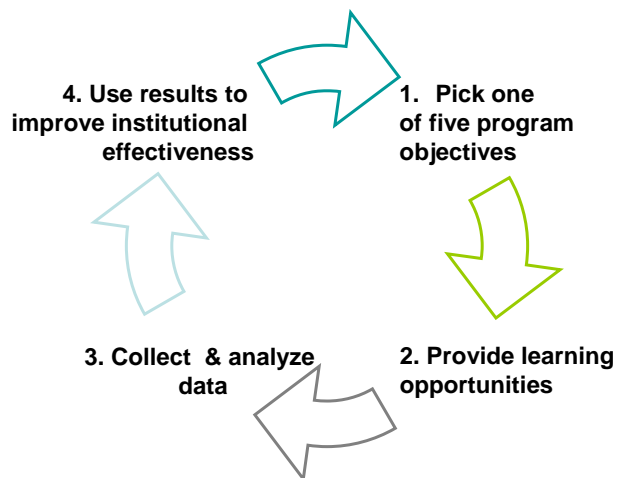 4. Use results to
improve institutional
effectiveness
1. Pick one
of five program
objectives
3. Collect & analyze
data
2. Provide learning
opportunities